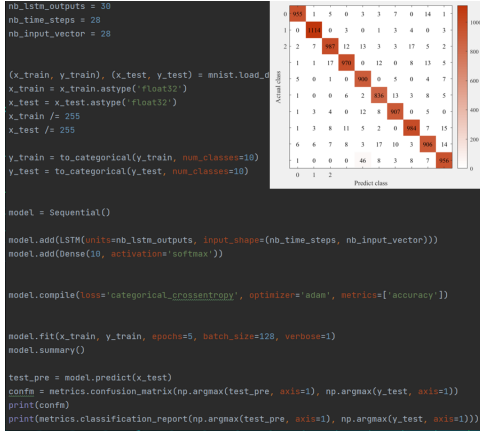 nb_lstm_outputs = 30
nb_time_steps = 28
nb_input_vector = 28
(x_train, y_train), (x_test, y_test) = mnist.load_d
x_train = x_train.astype('float32')
x_test = x_test.astype('float32')
x_train /= 255
x_test /= 255
y_train = to_categorical(y_train, num_classes=10)
y_test = to_categorical(y_test, num_classes=10)
0 955 1 5 0 3 3 7 0 14 1
1 0 1114 3 0 1 0 3 4 3 5
2 2 7 987 12 13 3 3 17 5 2
1 1 17 970 0 12 0 8 13 5
5 0 1 0 900 0 5 0 4 7
1 0 0 6 2 836 13 3 8 5
1 3 4 0 12 8 907 0 5 0
1 3 8 11 5 2 0 984 7 15
6 6 7 8 3 17 10 3 906 14
1 0 0 0 46 8 3 8 7 956
0 1 2
Actual class
Predict class
1000
800
600
400
200
0
model = Sequential()
model.add(LSTM(units=nb_lstm_outputs, input_shape=(nb_time_steps, nb_input_vector)))
model.add(Dense(10, activation='softmax'))
model.compile(loss='categorical_crossentropy', optimizer='adam', metrics=['accuracy'])
model.fit(x_train, y_train, epochs=5, batch_size=128, verbose=1)
model.summary()
test_pre = model.predict(x_test)
confm = metrics.confusion_matrix(np.argmax(test_pre, axis=1), np.argmax(y_test, axis=1))
print(confm)
print(metrics.classification_report(np.argmax(test_pre, axis=1), np.argmax(y_test, axis=1)))